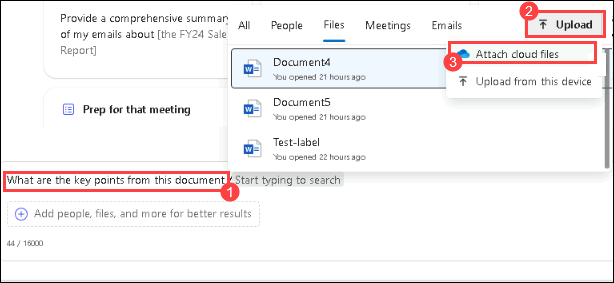 Provide a comprehensive summary
of my emails about [the FY24 Sale
Report]
Prep for that meeting
All People Files Meetings Emails
2
Upload
Document4
You opened 21 hours ago
Document5
You opened 21 hours ago
Test-label
You opened 22 hours ago
3
Attach cloud files
Upload from this device
What are the key points from this document / Start typing to search
1
Add people, files, and more for better results
44 / 16000